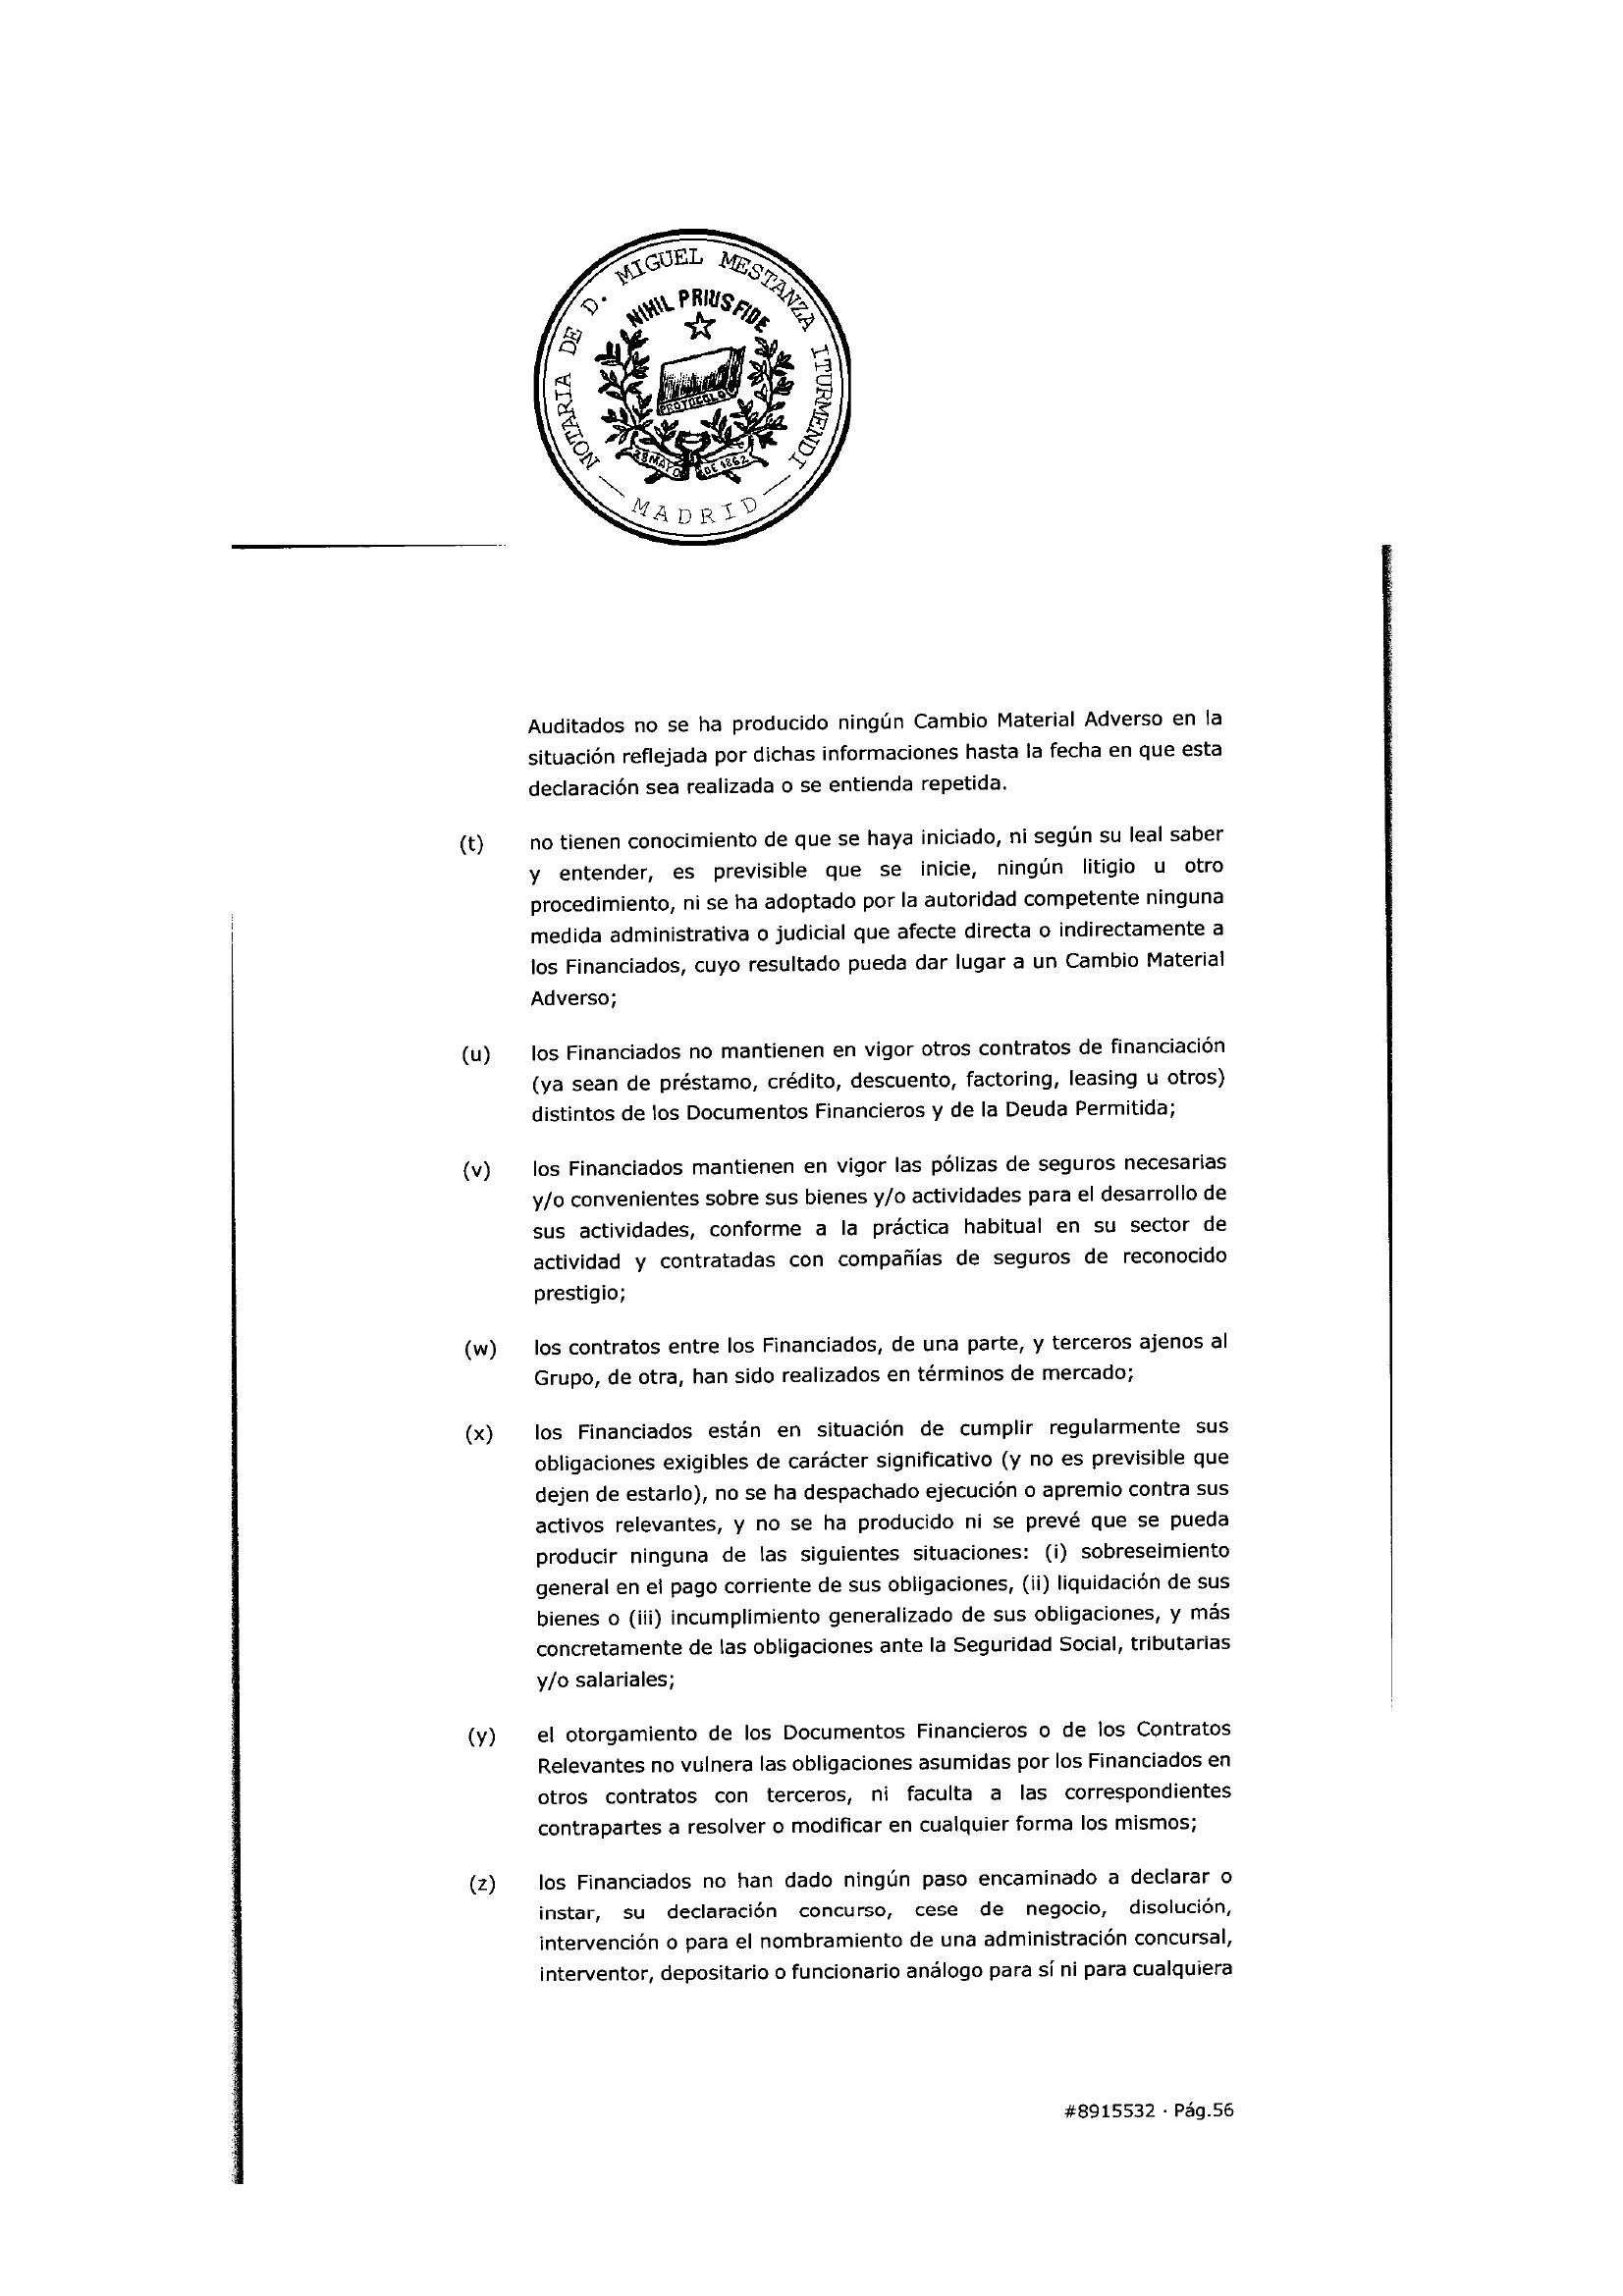 NOTARIA DE D. MIGUEL MESTANZA ITURMENDI
NIHIL PRIUS FIDE
PROTOCOLO
28 MAYO DE 1862
— MADRID —
Auditados no se ha producido ningún Cambio Material Adverso en la
situación reflejada por dichas informaciones hasta la fecha en que esta
declaración sea realizada o se entienda repetida.
(t) no tienen conocimiento de que se haya iniciado, ni según su leal saber
y entender, es previsible que se inicie, ningún litigio u otro
procedimiento, ni se ha adoptado por la autoridad competente ninguna
medida administrativa o judicial que afecte directa o indirectamente a
los Financiados, cuyo resultado pueda dar lugar a un Cambio Material
Adverso;
(u) los Financiados no mantienen en vigor otros contratos de financiación
(ya sean de préstamo, crédito, descuento, factoring, leasing u otros)
distintos de los Documentos Financieros y de la Deuda Permitida;
(v) los Financiados mantienen en vigor las pólizas de seguros necesarias
y/o convenientes sobre sus bienes y/o actividades para el desarrollo de
sus actividades, conforme a la práctica habitual en su sector de
actividad y contratadas con compañías de seguros de reconocido
prestigio;
(w) los contratos entre los Financiados, de una parte, y terceros ajenos al
Grupo, de otra, han sido realizados en términos de mercado;
(x) los Financiados están en situación de cumplir regularmente sus
obligaciones exigibles de carácter significativo (y no es previsible que
dejen de estarlo), no se ha despachado ejecución o apremio contra sus
activos relevantes, y no se ha producido ni se prevé que se pueda
producir ninguna de las siguientes situaciones: (i) sobreseimiento
general en el pago corriente de sus obligaciones, (ii) liquidación de sus
bienes o (iii) incumplimiento generalizado de sus obligaciones, y más
concretamente de las obligaciones ante la Seguridad Social, tributarias
y/o salariales;
(y) el otorgamiento de los Documentos Financieros o de los Contratos
Relevantes no vulnera las obligaciones asumidas por los Financiados en
otros contratos con terceros, ni faculta a las correspondientes
contrapartes a resolver o modificar en cualquier forma los mismos;
(z) los Financiados no han dado ningún paso encaminado a declarar o
instar, su declaración concurso, cese de negocio, disolución,
intervención o para el nombramiento de una administración concursal,
interventor, depositario o funcionario análogo para sí ni para cualquiera
#8915532 · Pág.56